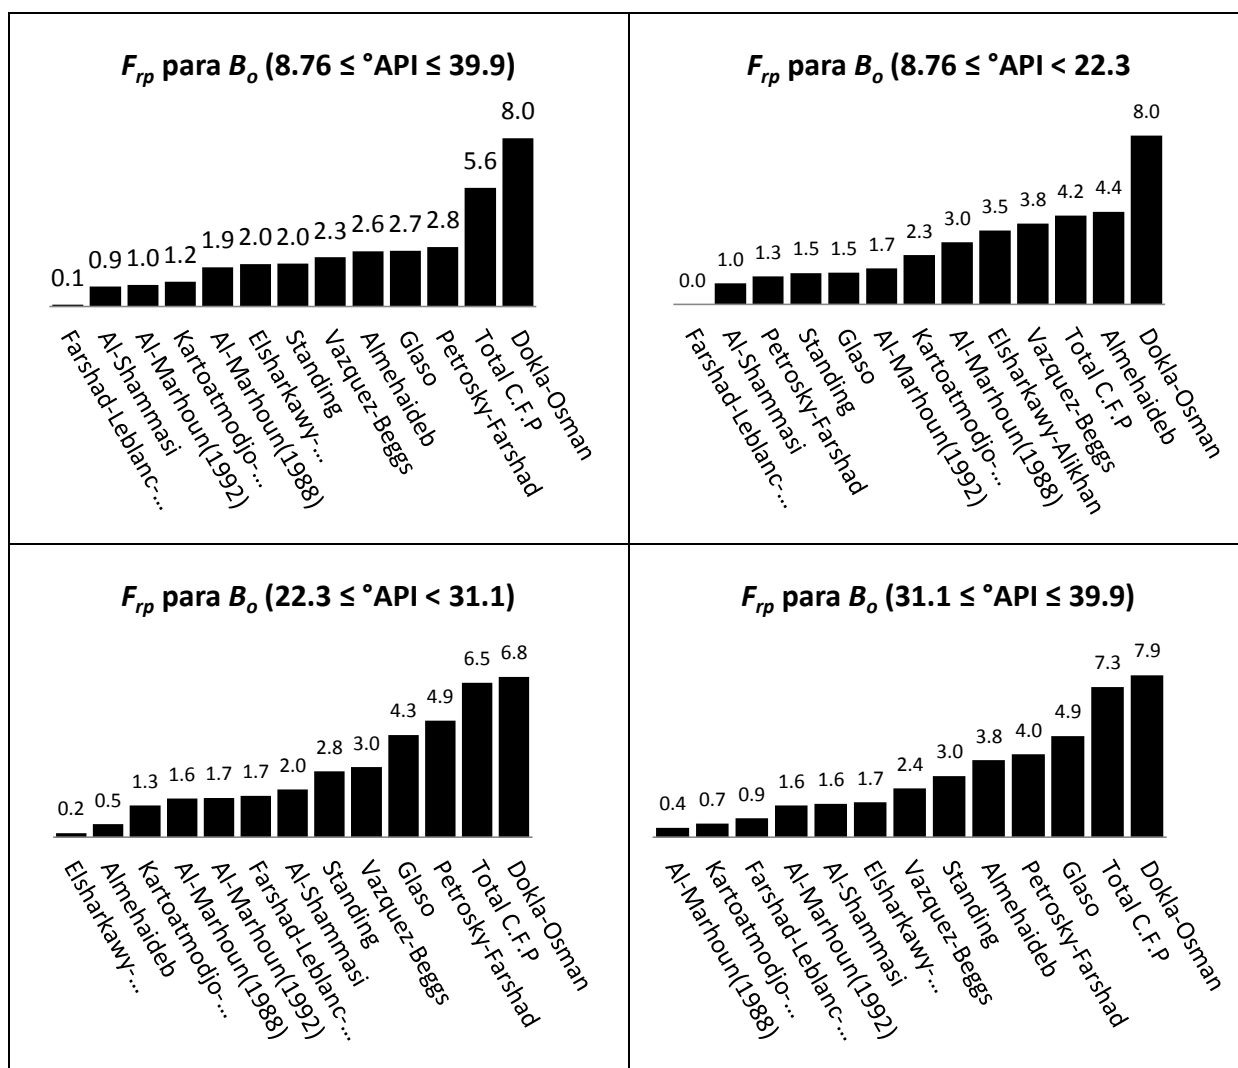 F_rp para B_o (8.76 ≤ °API ≤ 39.9)
0.1 0.9 1.0 1.2 1.9 2.0 2.0 2.3 2.6 2.7 2.8 5.6 8.0
Farshad-Leblanc-...
Al-Shammasi
Al-Marhoun(1992)
Kartoatmodjo-...
Al-Marhoun(1988)
Elsharkawy-...
Standing
Vazquez-Beggs
Almehaideb
Glaso
Petrosky-Farshad
Total C.F.P
Dokla-Osman
F_rp para B_o (8.76 ≤ °API < 22.3
0.0 1.0 1.3 1.5 1.5 1.7 2.3 3.0 3.5 3.8 4.2 4.4 8.0
Farshad-Leblanc-...
Al-Shammasi
Petrosky-Farshad
Standing
Glaso
Al-Marhoun(1992)
Kartoatmodjo-...
Al-Marhoun(1988)
Elsharkawy-Alikhan
Vazquez-Beggs
Total C.F.P
Almehaideb
Dokla-Osman
F_rp para B_o (22.3 ≤ °API < 31.1)
0.2 0.5 1.3 1.6 1.7 1.7 2.0 2.8 3.0 4.3 4.9 6.5 6.8
Elsharkawy-...
Almehaideb
Kartoatmodjo-...
Al-Marhoun(1988)
Al-Marhoun(1992)
Farshad-Leblanc-...
Al-Shammasi
Standing
Vazquez-Beggs
Glaso
Petrosky-Farshad
Total C.F.P
Dokla-Osman
F_rp para B_o (31.1 ≤ °API ≤ 39.9)
0.4 0.7 0.9 1.6 1.6 1.7 2.4 3.0 3.8 4.0 4.9 7.3 7.9
Al-Marhoun(1988)
Kartoatmodjo-...
Farshad-Leblanc-...
Al-Marhoun(1992)
Al-Shammasi
Elsharkawy-...
Vazquez-Beggs
Standing
Almehaideb
Petrosky-Farshad
Glaso
Total C.F.P
Dokla-Osman